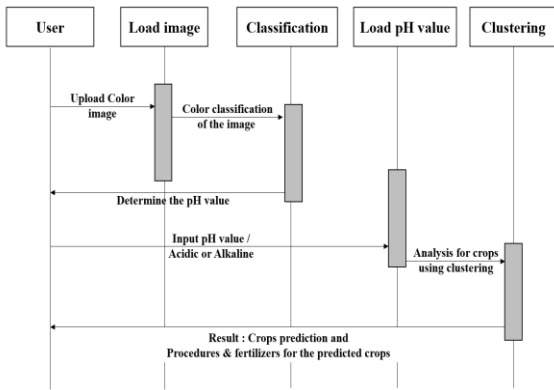 User
Load image
Classification
Load pH value
Clustering
Upload Color
image
Color classification
of the image
Determine the pH value
Input pH value /
Acidic or Alkaline
Analysis for crops
using clustering
Result : Crops prediction and
Procedures & fertilizers for the predicted crops